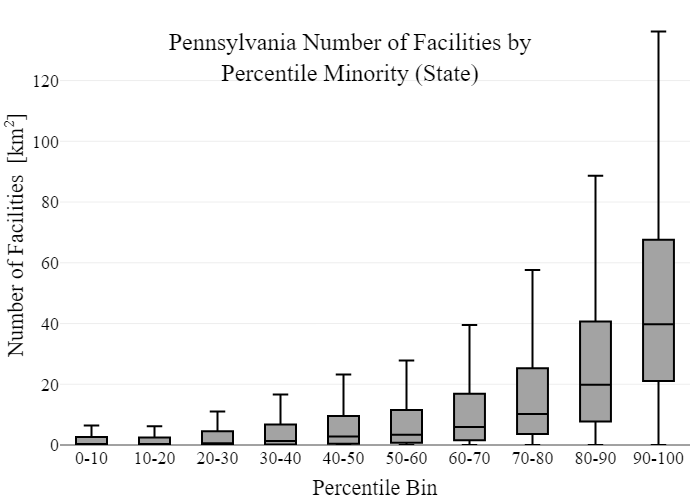 Pennsylvania Number of Facilities by
Percentile Minority (State)
Number of Facilities [km²]
120
100
80
60
40
20
0
0-10 10-20 20-30 30-40 40-50 50-60 60-70 70-80 80-90 90-100
Percentile Bin